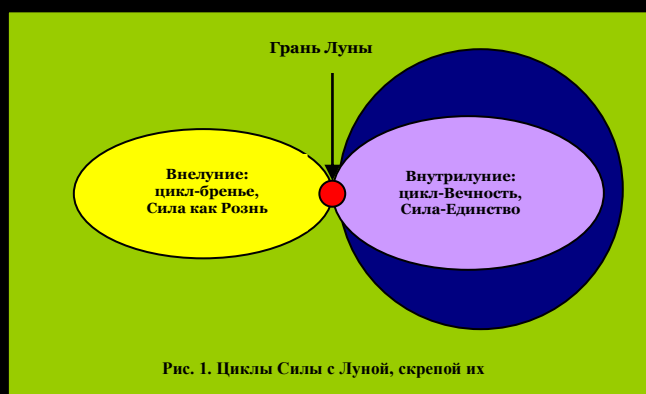 Грань Луны
Внелуние:
цикл-бренье,
Сила как Рознь
Внутрилуние:
цикл-Вечность,
Сила-Единство
Рис. 1. Циклы Силы с Луной, скрепой их